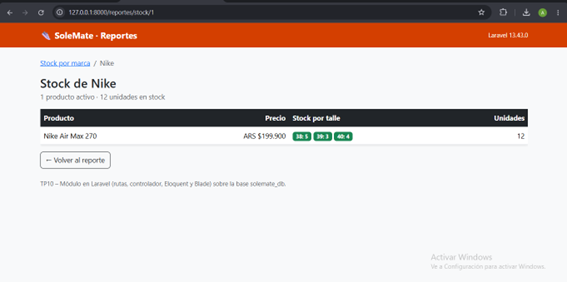 127.0.0.1:8000/reportes/stock/1
SoleMate · Reportes
Laravel 13.43.0
Stock por marca / Nike
Stock de Nike
1 producto activo · 12 unidades en stock
Producto Precio Stock por talle Unidades
Nike Air Max 270 ARS $199.900 38: 5 39: 3 40: 4 12
← Volver al reporte
TP10 – Módulo en Laravel (rutas, controlador, Eloquent y Blade) sobre la base solemate_db.
Activar Windows
Ve a Configuración para activar Windows.